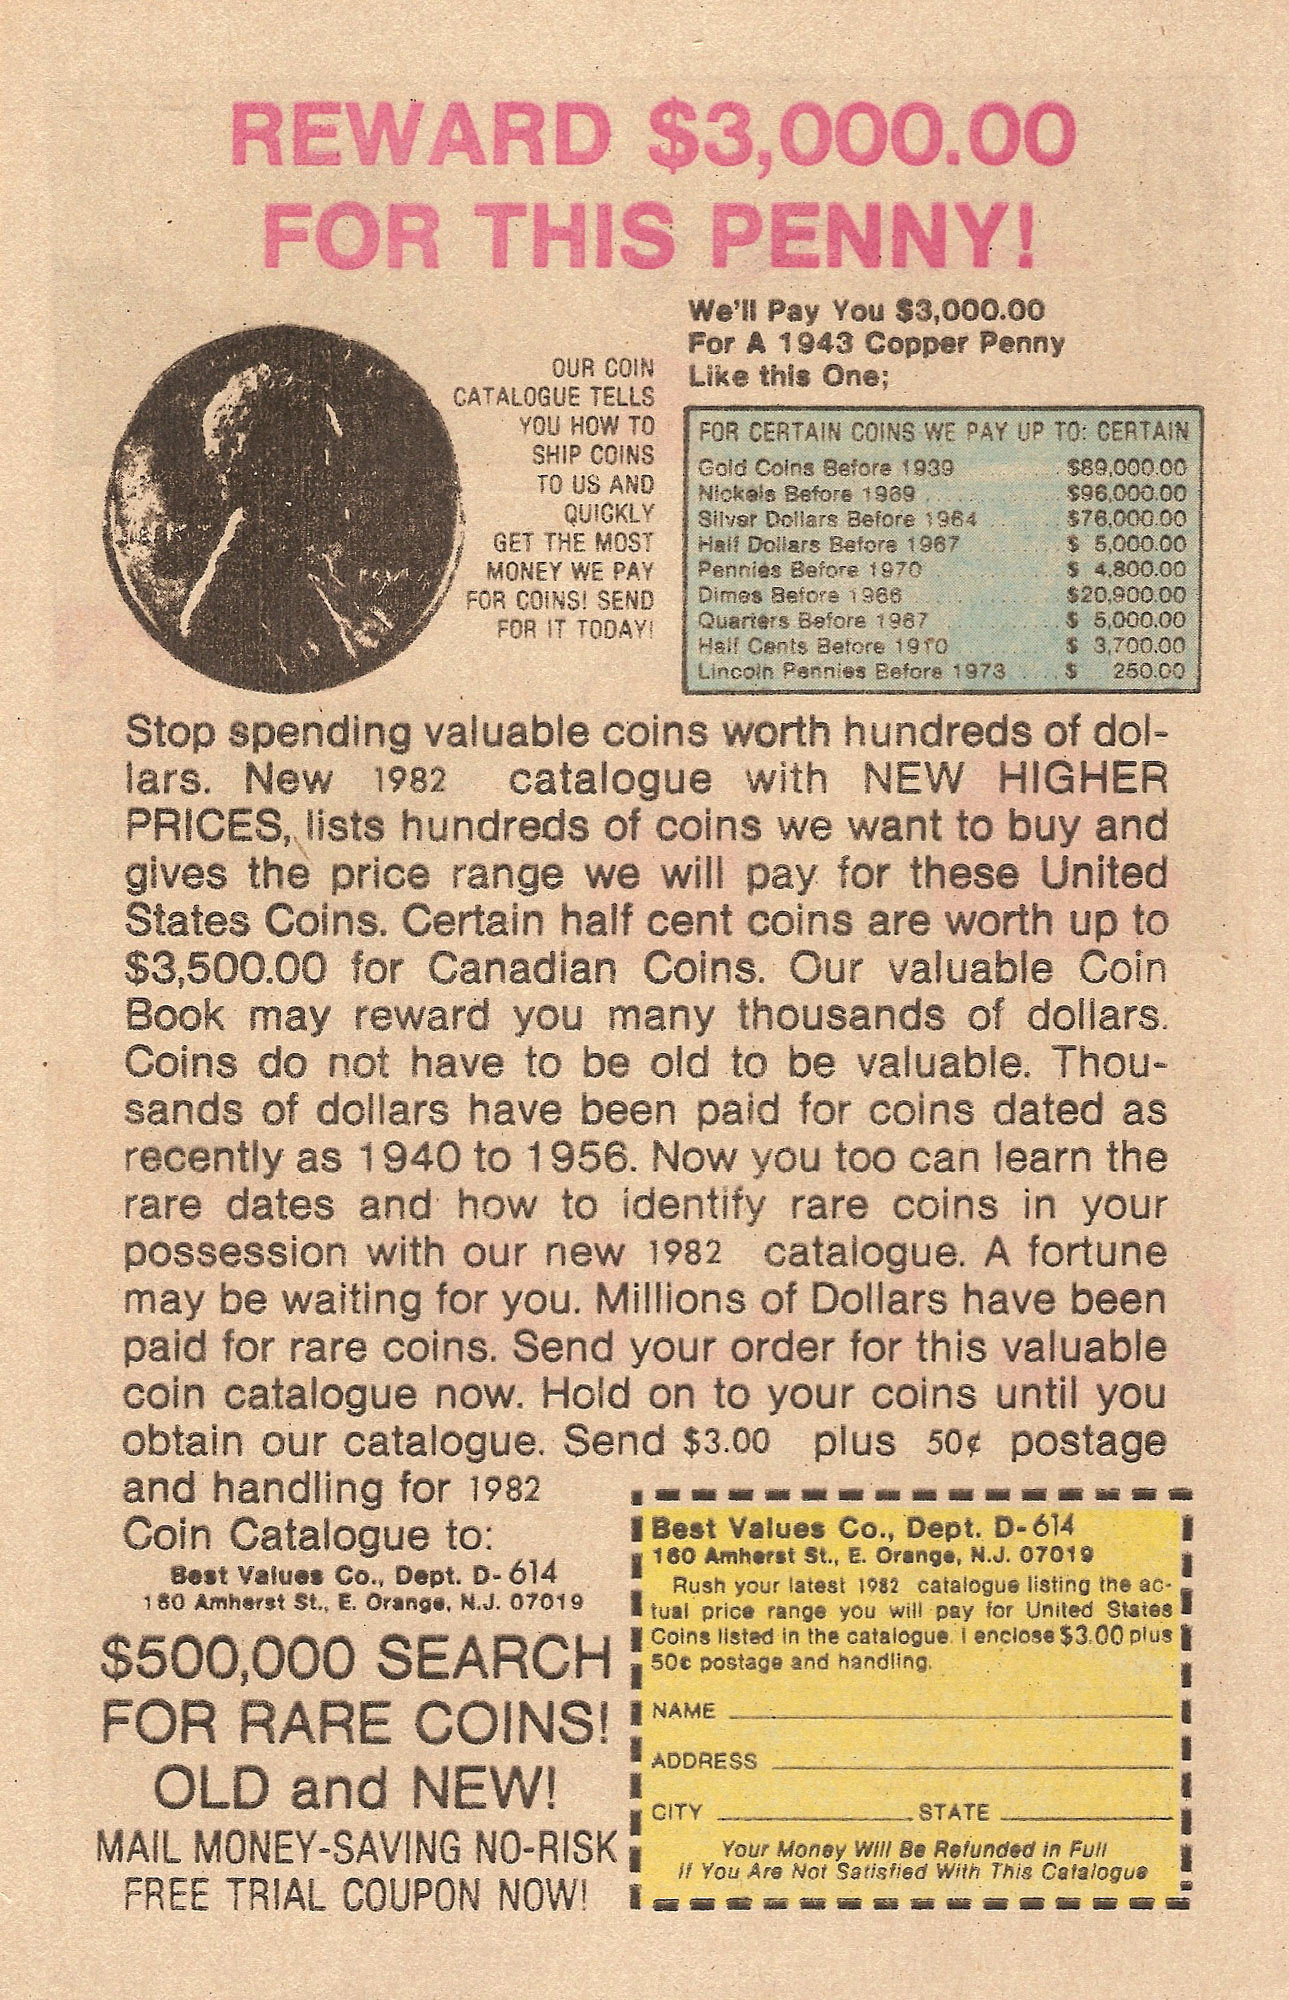 REWARD $3,000.00
FOR THIS PENNY!
We'll Pay You $3,000.00
For A 1943 Copper Penny
Like this One;
OUR COIN
CATALOGUE TELLS
YOU HOW TO
SHIP COINS
TO US AND
QUICKLY
GET THE MOST
MONEY WE PAY
FOR COINS! SEND
FOR IT TODAY!
FOR CERTAIN COINS WE PAY UP TO: CERTAIN
Gold Coins Before 1939 $89,000.00
Nickels Before 1969 $96,000.00
Silver Dollars Before 1964 $76,000.00
Half Dollars Before 1967 $ 5,000.00
Pennies Before 1970 $ 4,800.00
Dimes Before 1966 $20,900.00
Quarters Before 1967 $ 5,000.00
Half Cents Before 1910 $ 3,700.00
Lincoln Pennies Before 1973 $ 250.00
Stop spending valuable coins worth hundreds of dol-
lars. New 1982 catalogue with NEW HIGHER
PRICES, lists hundreds of coins we want to buy and
gives the price range we will pay for these United
States Coins. Certain half cent coins are worth up to
$3,500.00 for Canadian Coins. Our valuable Coin
Book may reward you many thousands of dollars.
Coins do not have to be old to be valuable. Thou-
sands of dollars have been paid for coins dated as
recently as 1940 to 1956. Now you too can learn the
rare dates and how to identify rare coins in your
possession with our new 1982 catalogue. A fortune
may be waiting for you. Millions of Dollars have been
paid for rare coins. Send your order for this valuable
coin catalogue now. Hold on to your coins until you
obtain our catalogue. Send $3.00 plus 50¢ postage
and handling for 1982
Coin Catalogue to:
Best Values Co., Dept. D-614
160 Amherst St., E. Orange, N.J. 07019
$500,000 SEARCH
FOR RARE COINS!
OLD and NEW!
MAIL MONEY-SAVING NO-RISK
FREE TRIAL COUPON NOW!
Best Values Co., Dept. D-614
160 Amherst St., E. Orange, N.J. 07019
Rush your latest 1982 catalogue listing the ac-
tual price range you will pay for United States
Coins listed in the catalogue. I enclose $3.00 plus
50¢ postage and handling.
NAME
ADDRESS
CITY STATE
Your Money Will Be Refunded in Full
If You Are Not Satisfied With This Catalogue